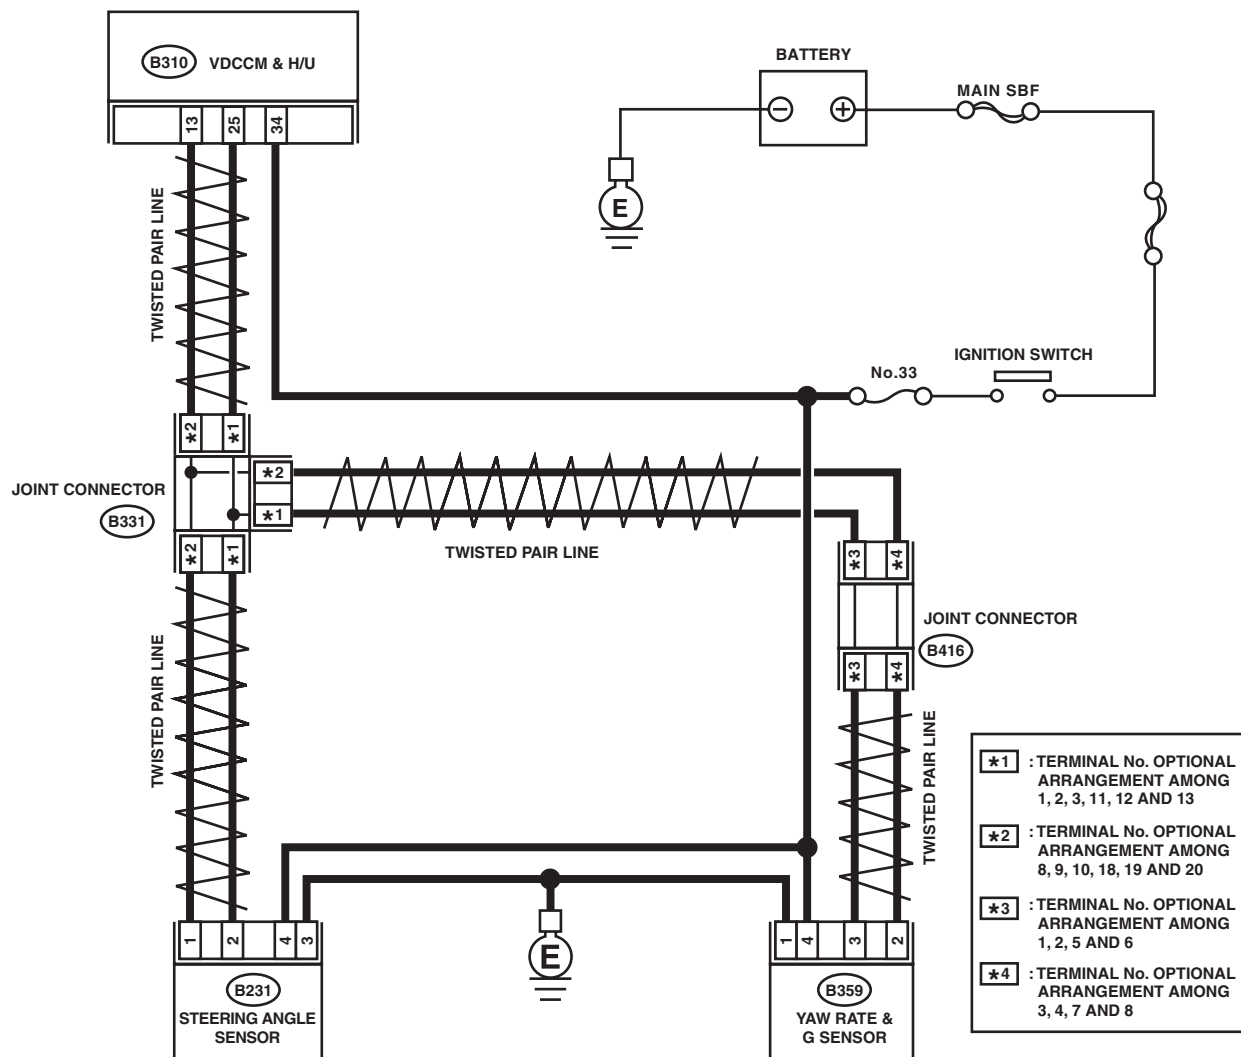 B310 VDCCM & H/U
13 25 34
BATTERY
− +
MAIN SBF
E
TWISTED PAIR LINE
No.33
IGNITION SWITCH
*2 *1
JOINT CONNECTOR
B331
*2
*1
*2 *1
TWISTED PAIR LINE
*3 *4
JOINT CONNECTOR
B416
*3 *4
TWISTED PAIR LINE
TWISTED PAIR LINE
1 2 4 3
B231
STEERING ANGLE
SENSOR
E
1 4 3 2
B359
YAW RATE &
G SENSOR
*1 : TERMINAL No. OPTIONAL
ARRANGEMENT AMONG
1, 2, 3, 11, 12 AND 13
*2 : TERMINAL No. OPTIONAL
ARRANGEMENT AMONG
8, 9, 10, 18, 19 AND 20
*3 : TERMINAL No. OPTIONAL
ARRANGEMENT AMONG
1, 2, 5 AND 6
*4 : TERMINAL No. OPTIONAL
ARRANGEMENT AMONG
3, 4, 7 AND 8